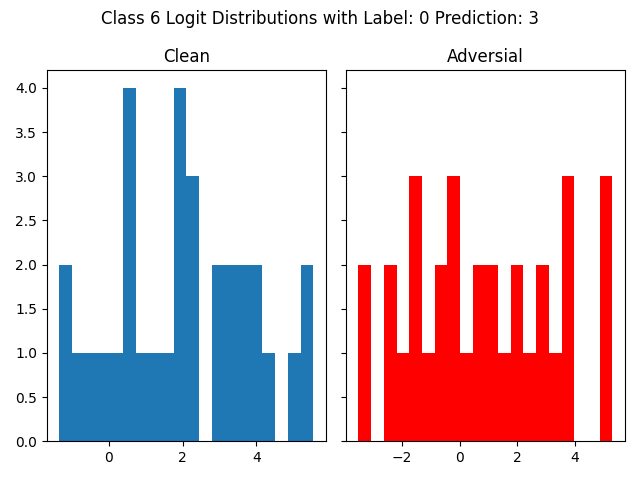 Class 6 Logit Distributions with Label: 0 Prediction: 3
Clean
Adversial
4.0
3.5
3.0
2.5
2.0
1.5
1.0
0.5
0.0
0 2 4
−2 0 2 4